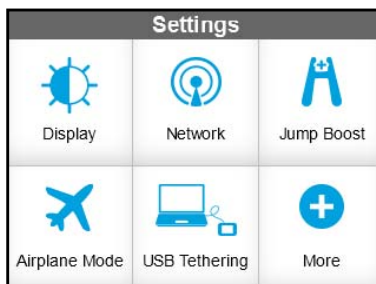 Settings
Display
Network
Jump Boost
Airplane Mode
USB Tethering
More